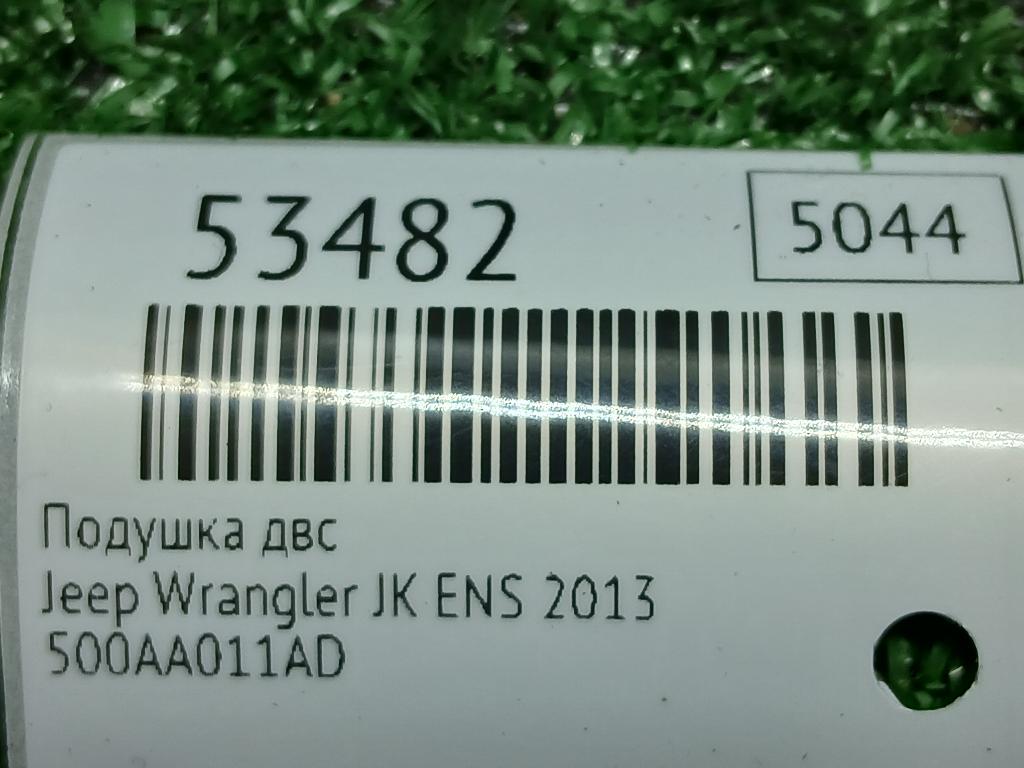 53482
5044
Подушка двс
Jeep Wrangler JK ENS 2013
500AA011AD